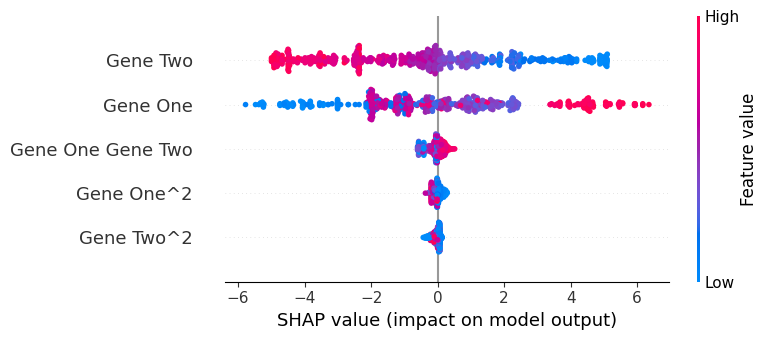 High
Gene Two
Gene One
Gene One Gene Two
Gene One^2
Gene Two^2
Feature value
Low
−6 −4 −2 0 2 4 6
SHAP value (impact on model output)